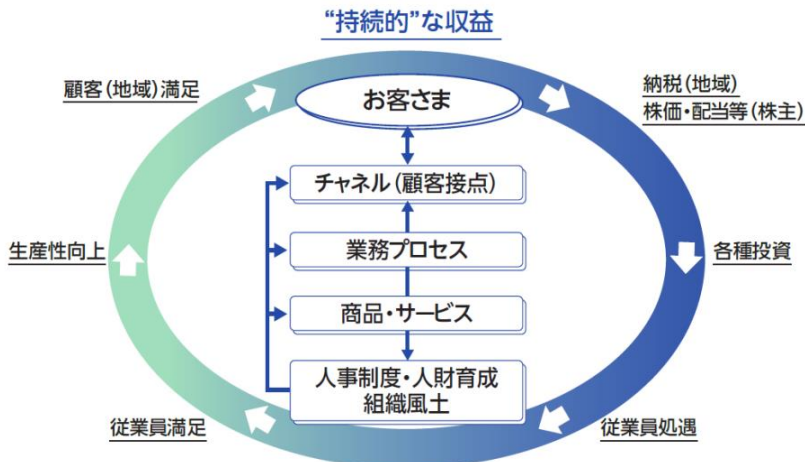 “持続的”な収益
顧客(地域)満足
お客さま
納税(地域)
株価・配当等(株主)
チャネル(顧客接点)
生産性向上
業務プロセス
各種投資
商品・サービス
人事制度・人財育成
組織風土
従業員満足
従業員処遇